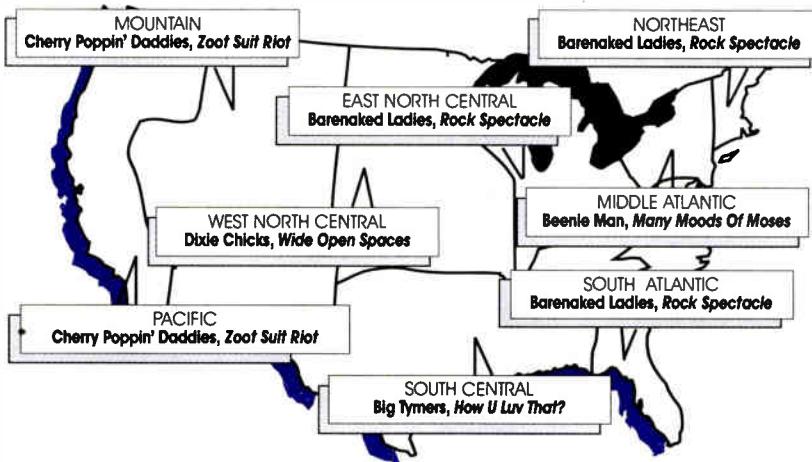 MOUNTAIN
Cherry Poppin' Daddies, Zoot Suit Riot
NORTHEAST
Barenaked Ladies, Rock Spectacle
EAST NORTH CENTRAL
Barenaked Ladies, Rock Spectacle
WEST NORTH CENTRAL
Dixie Chicks, Wide Open Spaces
MIDDLE ATLANTIC
Beenie Man, Many Moods Of Moses
SOUTH ATLANTIC
Barenaked Ladies, Rock Spectacle
PACIFIC
Cherry Poppin' Daddies, Zoot Suit Riot
SOUTH CENTRAL
Big Tymers, How U Luv That?